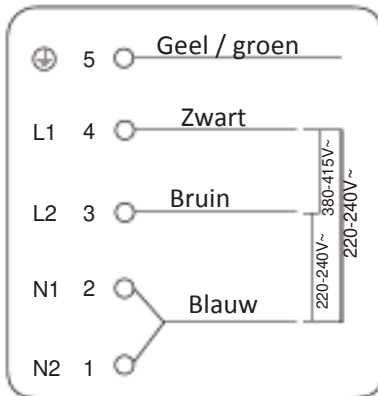 5 Geel / groen
L1 4 Zwart
L2 3 Bruin
N1 2
Blauw
N2 1
380-415V~
220-240V~
220-240V~